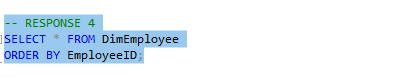 -- RESPONSE 4
SELECT * FROM DimEmployee
ORDER BY EmployeeID;